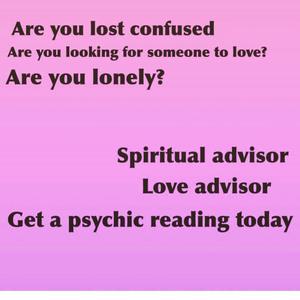 Are you lost confused
Are you looking for someone to love?
Are you lonely?
Spiritual advisor
Love advisor
Get a psychic reading today